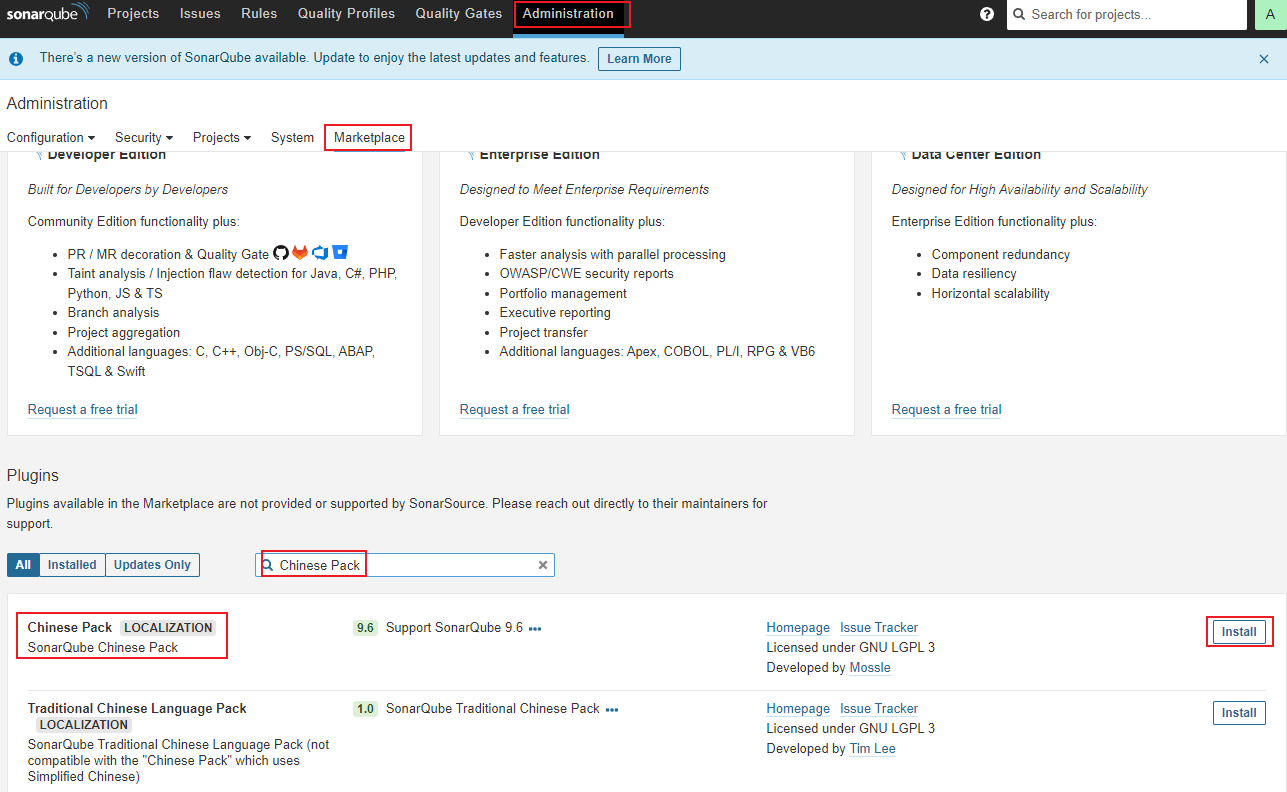 sonarqube Projects Issues Rules Quality Profiles Quality Gates Administration ? Search for projects... A
There's a new version of SonarQube available. Update to enjoy the latest updates and features. Learn More
Administration
Configuration Security Projects System Marketplace
Developer Edition
Built for Developers by Developers
Community Edition functionality plus:
• PR / MR decoration & Quality Gate
• Taint analysis / Injection flaw detection for Java, C#, PHP,
Python, JS & TS
• Branch analysis
• Project aggregation
• Additional languages: C, C++, Obj-C, PS/SQL, ABAP,
TSQL & Swift
Request a free trial
Enterprise Edition
Designed to Meet Enterprise Requirements
Developer Edition functionality plus:
• Faster analysis with parallel processing
• OWASP/CWE security reports
• Portfolio management
• Executive reporting
• Project transfer
• Additional languages: Apex, COBOL, PL/I, RPG & VB6
Request a free trial
Data Center Edition
Designed for High Availability and Scalability
Enterprise Edition functionality plus:
• Component redundancy
• Data resiliency
• Horizontal scalability
Request a free trial
Plugins
Plugins available in the Marketplace are not provided or supported by SonarSource. Please reach out directly to their maintainers for
support.
All Installed Updates Only Chinese Pack
Chinese Pack LOCALIZATION
SonarQube Chinese Pack
9.6 Support SonarQube 9.6 •••
Homepage Issue Tracker
Licensed under GNU LGPL 3
Developed by Mossle
Install
Traditional Chinese Language Pack
LOCALIZATION
SonarQube Traditional Chinese Language Pack (not
compatible with the "Chinese Pack" which uses
Simplified Chinese)
1.0 SonarQube Traditional Chinese Pack •••
Homepage Issue Tracker
Licensed under GNU LGPL 3
Developed by Tim Lee
Install